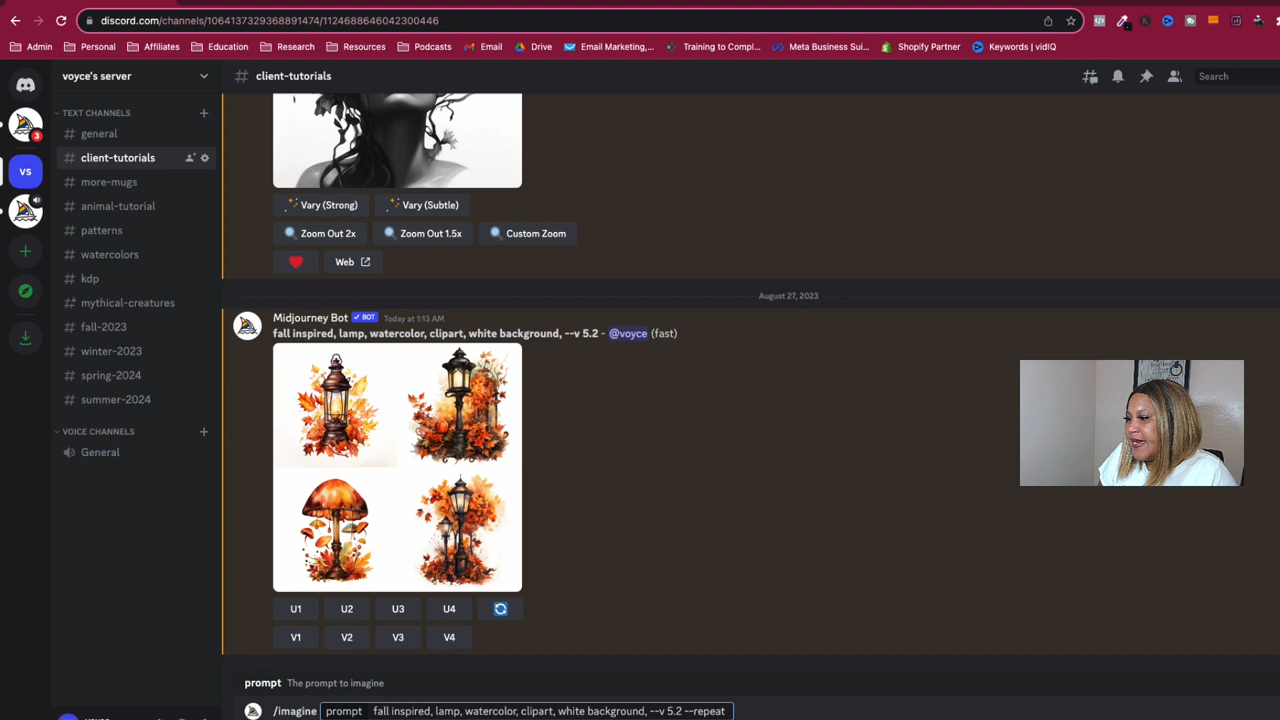 discord.com/channels/1064137329368891474/1124688646042300446
Admin Personal Affiliates Education Research Resources Podcasts Email Drive Email Marketing,... Training to Compl... Meta Business Sui... Shopify Partner Keywords | vidIQ
voyce's server
# client-tutorials
Search
TEXT CHANNELS
general
client-tutorials
more-mugs
animal-tutorial
patterns
watercolors
kdp
mythical-creatures
fall-2023
winter-2023
spring-2024
summer-2024
VOICE CHANNELS
General
3
VS
Vary (Strong) Vary (Subtle)
Zoom Out 2x Zoom Out 1.5x Custom Zoom
Web
August 27, 2023
Midjourney Bot ✓ BOT Today at 1:13 AM
fall inspired, lamp, watercolor, clipart, white background, --v 5.2 - @voyce (fast)
U1 U2 U3 U4
V1 V2 V3 V4
prompt The prompt to imagine
/imagine prompt fall inspired, lamp, watercolor, clipart, white background, --v 5.2 --repeat